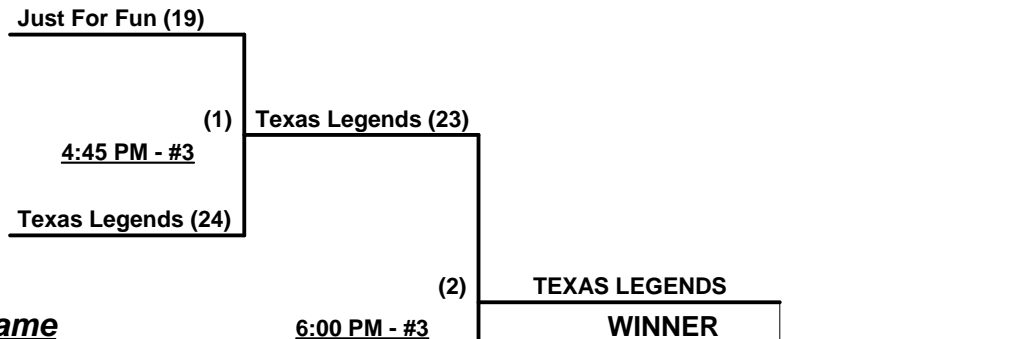 Just For Fun (19)
(1) Texas Legends (23)
4:45 PM - #3
Texas Legends (24)
(2) TEXAS LEGENDS
6:00 PM - #3 WINNER